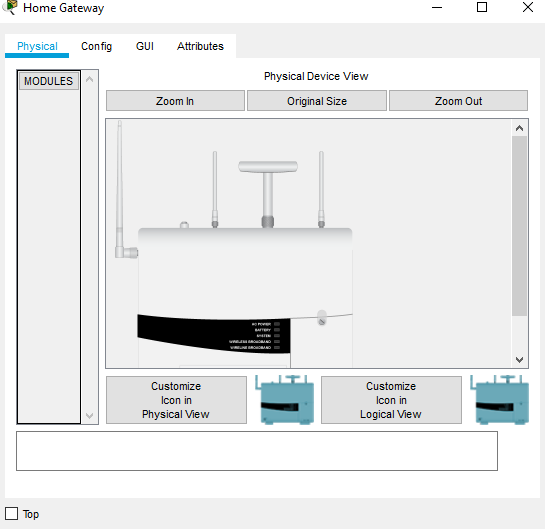 Home Gateway
Physical
Config
GUI
Attributes
MODULES
Physical Device View
Zoom In
Original Size
Zoom Out
AC POWER
BATTERY
SYSTEM
WIRELESS BROADBAND
WIRELINE BROADBAND
Customize
Icon in
Physical View
Customize
Icon in
Logical View
Top